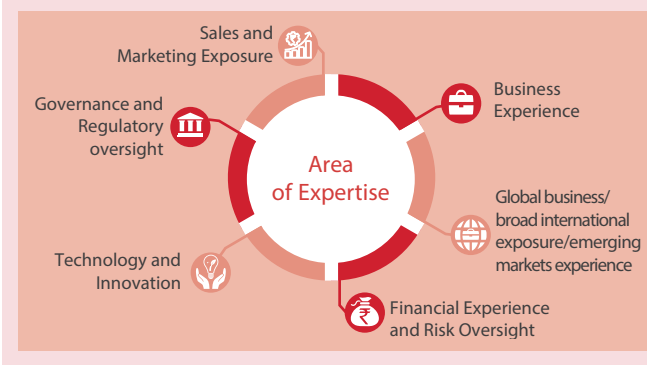 Sales and
Marketing Exposure
Governance and
Regulatory
oversight
Technology and
Innovation
Area
of Expertise
Business
Experience
Global business/
broad international
exposure/emerging
markets experience
Financial Experience
and Risk Oversight
₹